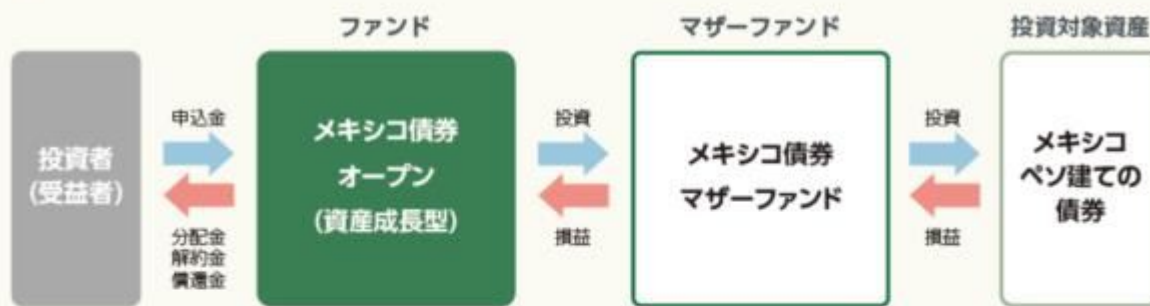 ファンド
マザーファンド
投資対象資産
投資者
(受益者)
申込金
分配金
解約金
償還金
メキシコ債券
オープン
(資産成長型)
投資
損益
メキシコ債券
マザーファンド
投資
損益
メキシコ
ペソ建ての
債券